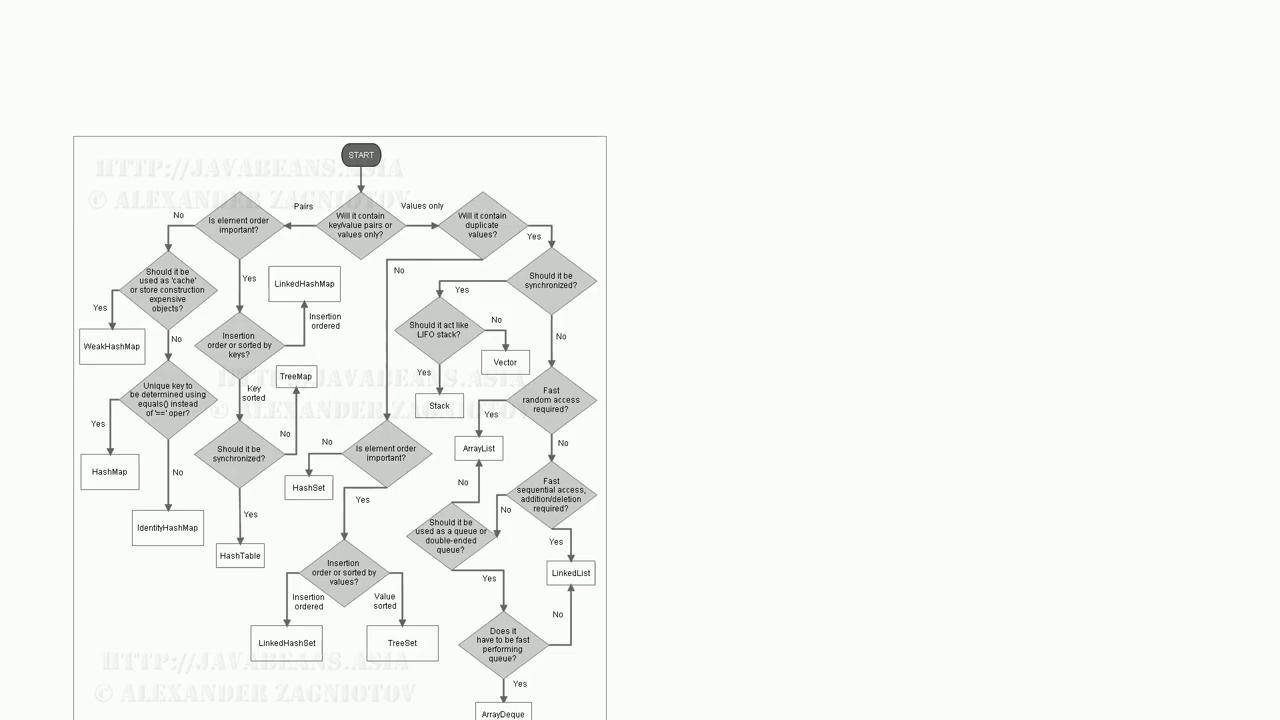 HTTP://JAVABEANS.ASIA
© ALEXANDER ZAGNIOTOV
START
Pairs
Values only
Will it contain
key/value pairs or
values only?
Is element order
important?
No
Yes
Should it be
used as 'cache'
or store construction
expensive
objects?
Yes
No
WeakHashMap
Unique key to
be determined using
equals() instead
of '==' oper?
Yes
No
HashMap
IdentityHashMap
Insertion
order or sorted by
keys?
Insertion
ordered
LinkedHashMap
Key
sorted
Should it be
synchronized?
No
TreeMap
Yes
HashTable
Will it contain
duplicate
values?
Yes
No
Should it be
synchronized?
Yes
No
Should it act like
LIFO stack?
No
Vector
Yes
Stack
HTTP://JAVABEANS.ASIA
© ALEXANDER ZAGNIOTOV
Fast
random access
required?
Yes
No
ArrayList
Is element order
important?
No
HashSet
Yes
Fast
sequential access,
addition/deletion
required?
No
Yes
LinkedList
Should it be
used as a queue or
double-ended
queue?
No
Yes
Insertion
order or sorted by
values?
Insertion
ordered
Value
sorted
LinkedHashSet
TreeSet
Does it
have to be fast
performing
queue?
No
Yes
ArrayDeque
HTTP://JAVABEANS.ASIA
© ALEXANDER ZAGNIOTOV